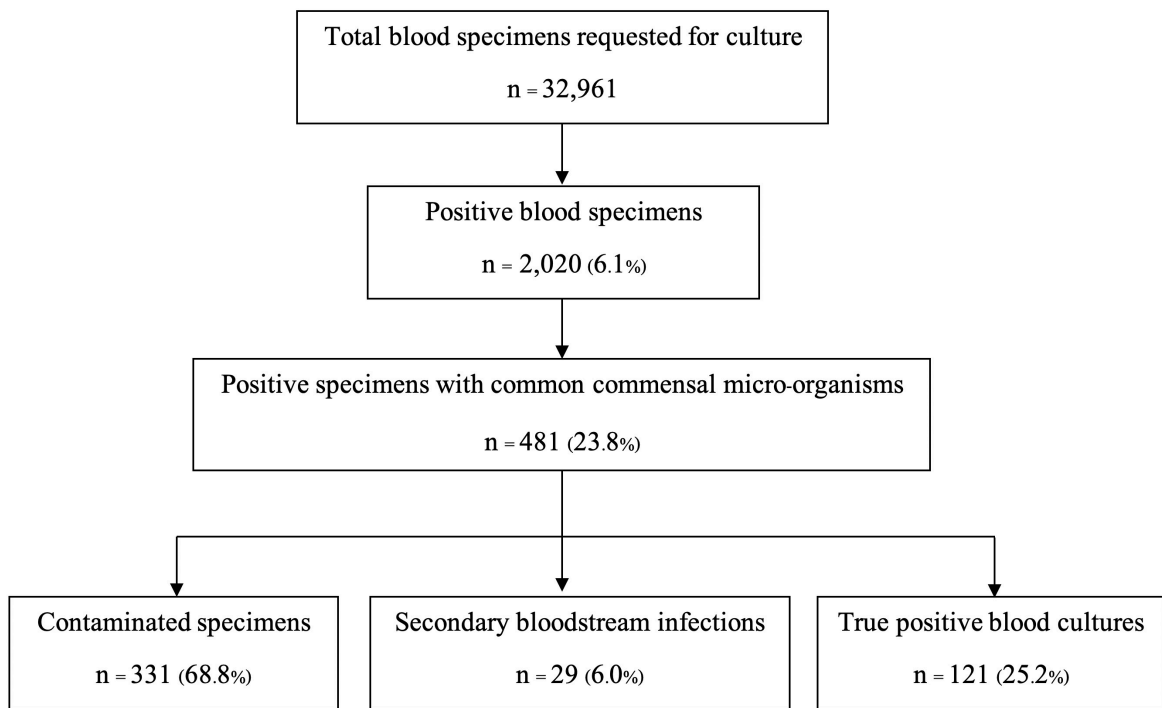 Total blood specimens requested for culture
n = 32,961
Positive blood specimens
n = 2,020 (6.1%)
Positive specimens with common commensal micro-organisms
n = 481 (23.8%)
Contaminated specimens
n = 331 (68.8%)
Secondary bloodstream infections
n = 29 (6.0%)
True positive blood cultures
n = 121 (25.2%)